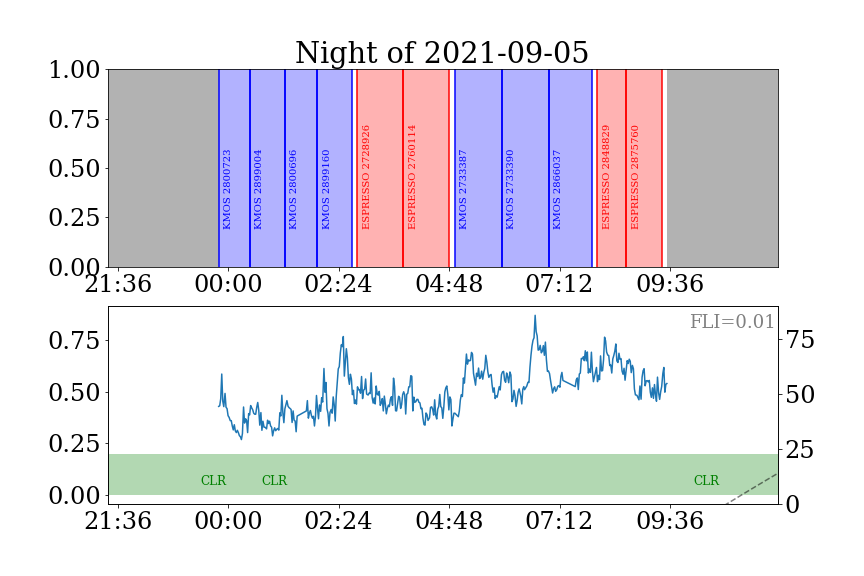 Night of 2021-09-05
1.00
0.75
0.50
0.25
0.00
KMOS 2800723
KMOS 2899004
KMOS 2800696
KMOS 2899160
ESPRESSO 2728926
ESPRESSO 2760114
KMOS 2733387
KMOS 2733390
KMOS 2866037
ESPRESSO 2848829
ESPRESSO 2875760
21:36 00:00 02:24 04:48 07:12 09:36
FLI=0.01
0.75
0.50
0.25
0.00
75
50
25
0
CLR CLR CLR
21:36 00:00 02:24 04:48 07:12 09:36